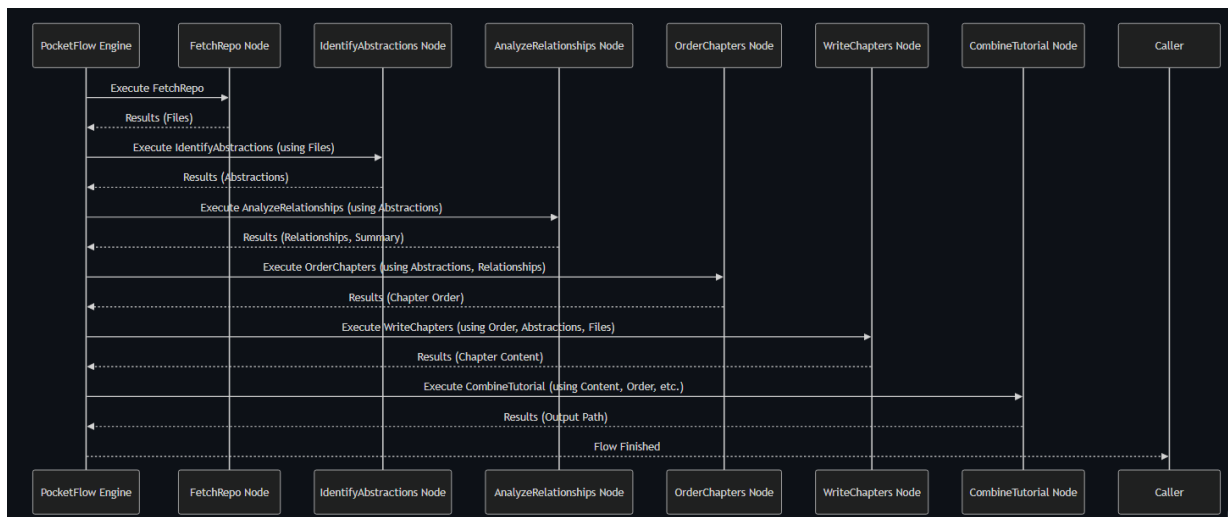 PocketFlow Engine
FetchRepo Node
IdentifyAbstractions Node
AnalyzeRelationships Node
OrderChapters Node
WriteChapters Node
CombineTutorial Node
Caller
Execute FetchRepo
Results (Files)
Execute IdentifyAbstractions (using Files)
Results (Abstractions)
Execute AnalyzeRelationships (using Abstractions)
Results (Relationships, Summary)
Execute OrderChapters (using Abstractions, Relationships)
Results (Chapter Order)
Execute WriteChapters (using Order, Abstractions, Files)
Results (Chapter Content)
Execute CombineTutorial (using Content, Order, etc.)
Results (Output Path)
Flow Finished
PocketFlow Engine
FetchRepo Node
IdentifyAbstractions Node
AnalyzeRelationships Node
OrderChapters Node
WriteChapters Node
CombineTutorial Node
Caller